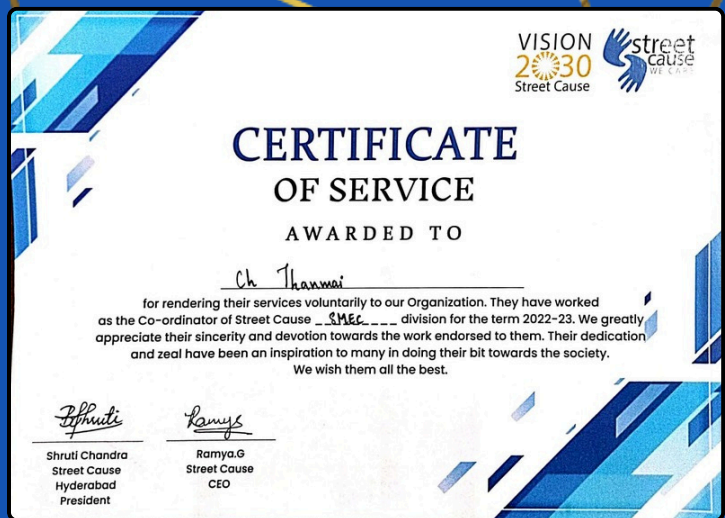 VISION
2030
Street Cause
street
cause
WE CARE
CERTIFICATE
OF SERVICE
AWARDED TO
Ch Thanmai
for rendering their services voluntarily to our Organization. They have worked
as the Co-ordinator of Street Cause __SMEC____ division for the term 2022-23. We greatly
appreciate their sincerity and devotion towards the work endorsed to them. Their dedication
and zeal have been an inspiration to many in doing their bit towards the society.
We wish them all the best.
Ramya
Shruti Chandra
Street Cause
Hyderabad
President
Ramya.G
Street Cause
CEO